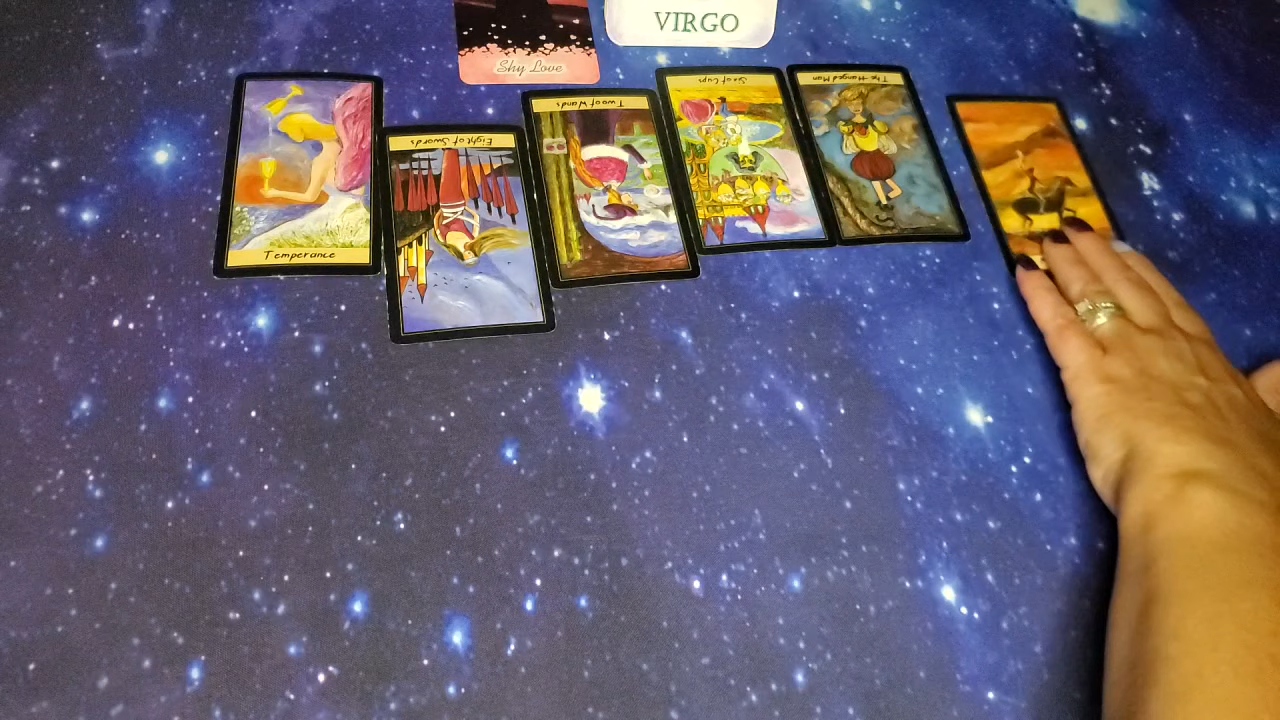 VIRGO
Shy Love
Temperance
Eight of Swords
Two of Wands
Six of Cups
The Hanged Man